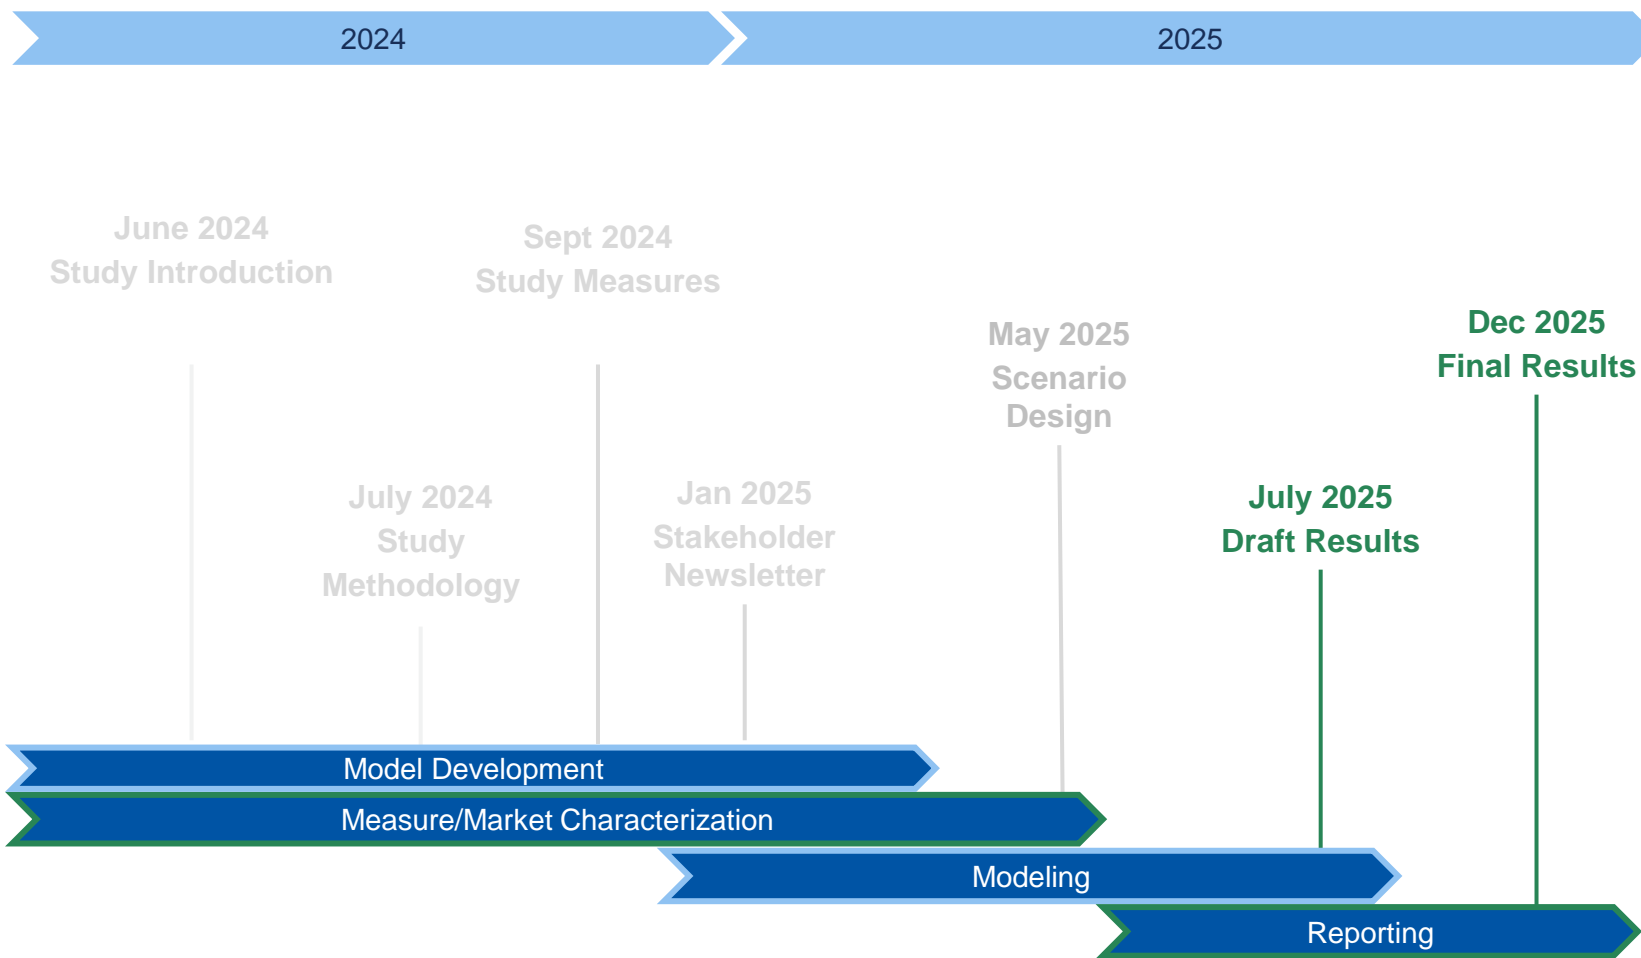 2024
2025
June 2024
Study Introduction
Sept 2024
Study Measures
May 2025
Scenario
Design
Dec 2025
Final Results
July 2024
Study
Methodology
Jan 2025
Stakeholder
Newsletter
July 2025
Draft Results
Model Development
Measure/Market Characterization
Modeling
Reporting